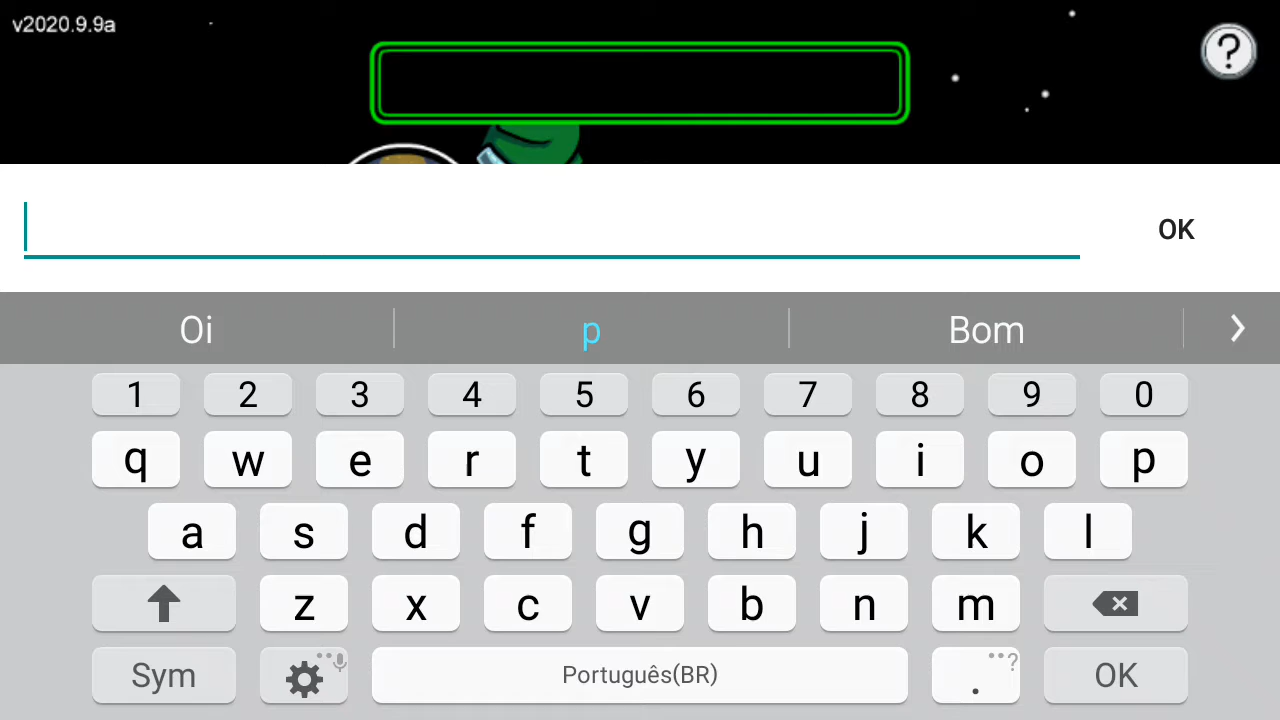 v2020.9.9a
?
OK
Oi p Bom
1 2 3 4 5 6 7 8 9 0
q w e r t y u i o p
a s d f g h j k l
z x c v b n m
Sym Português(BR) . ? OK